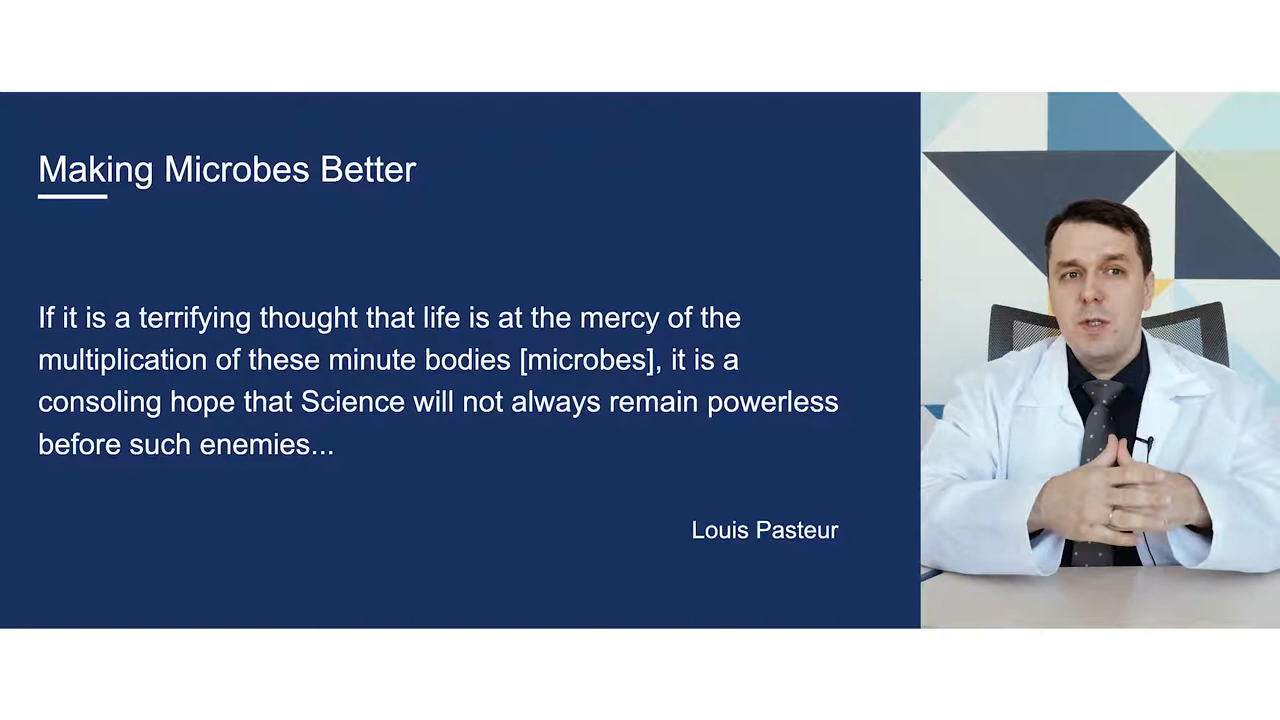 Making Microbes Better
If it is a terrifying thought that life is at the mercy of the
multiplication of these minute bodies [microbes], it is a
consoling hope that Science will not always remain powerless
before such enemies...
Louis Pasteur